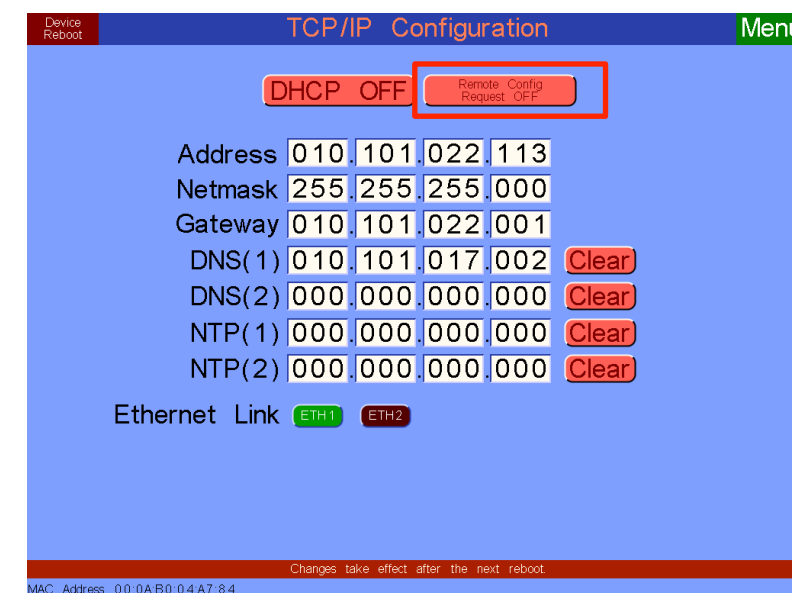 Device
Reboot
TCP/IP Configuration
Menu
DHCP OFF
Remote Config
Request OFF
Address 010.101.022.113
Netmask 255.255.255.000
Gateway 010.101.022.001
DNS(1) 010.101.017.002 Clear
DNS(2) 000.000.000.000 Clear
NTP(1) 000.000.000.000 Clear
NTP(2) 000.000.000.000 Clear
Ethernet Link ETH1 ETH2
Changes take effect after the next reboot.
MAC Address 00:0A:B0:04:A7:84